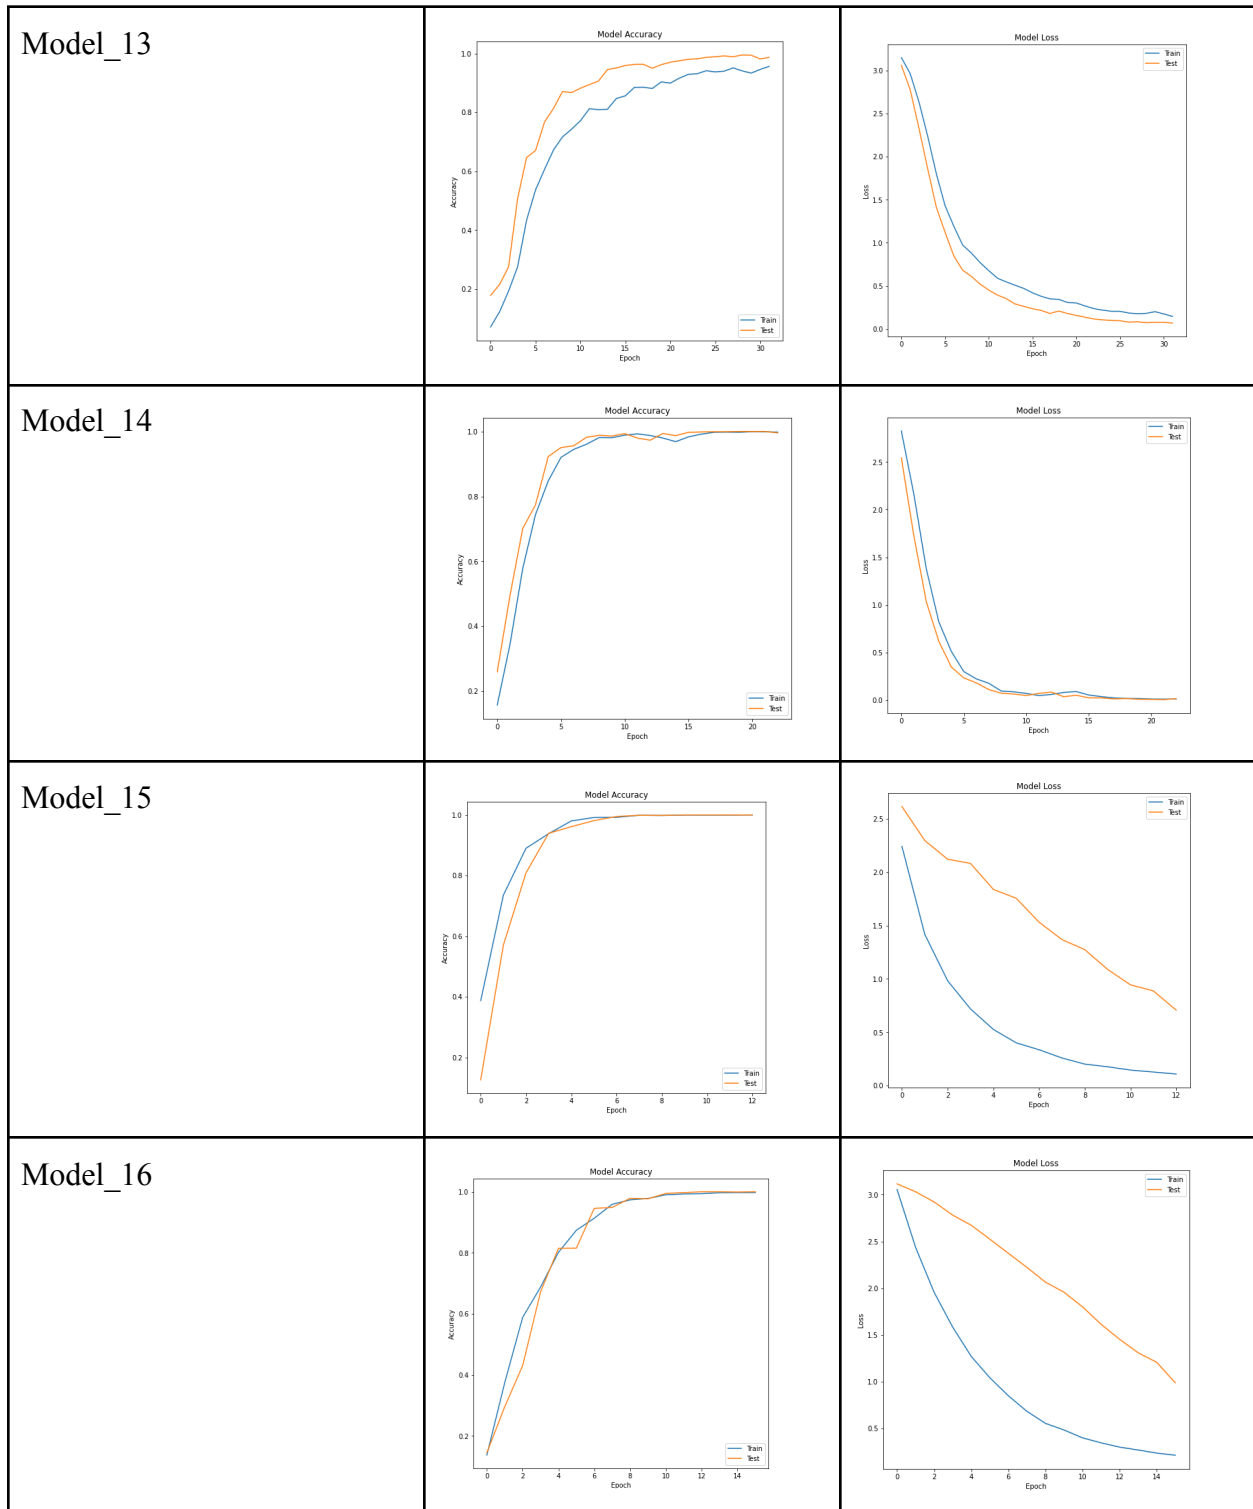 Model_13
Model Accuracy
1.0
0.8
0.6
0.4
0.2
Accuracy
0 5 10 15 20 25 30
Epoch
Train
Test
Model Loss
3.0
2.5
2.0
1.5
1.0
0.5
0.0
Loss
0 5 10 15 20 25 30
Epoch
Train
Test
Model_14
Model Accuracy
1.0
0.8
0.6
0.4
0.2
Accuracy
0 5 10 15 20
Epoch
Train
Test
Model Loss
2.5
2.0
1.5
1.0
0.5
0.0
Loss
0 5 10 15 20
Epoch
Train
Test
Model_15
Model Accuracy
1.0
0.8
0.6
0.4
0.2
Accuracy
0 2 4 6 8 10 12
Epoch
Train
Test
Model Loss
2.5
2.0
1.5
1.0
0.5
0.0
Loss
0 2 4 6 8 10 12
Epoch
Train
Test
Model_16
Model Accuracy
1.0
0.8
0.6
0.4
0.2
Accuracy
0 2 4 6 8 10 12 14
Epoch
Train
Test
Model Loss
3.0
2.5
2.0
1.5
1.0
0.5
Loss
0 2 4 6 8 10 12 14
Epoch
Train
Test